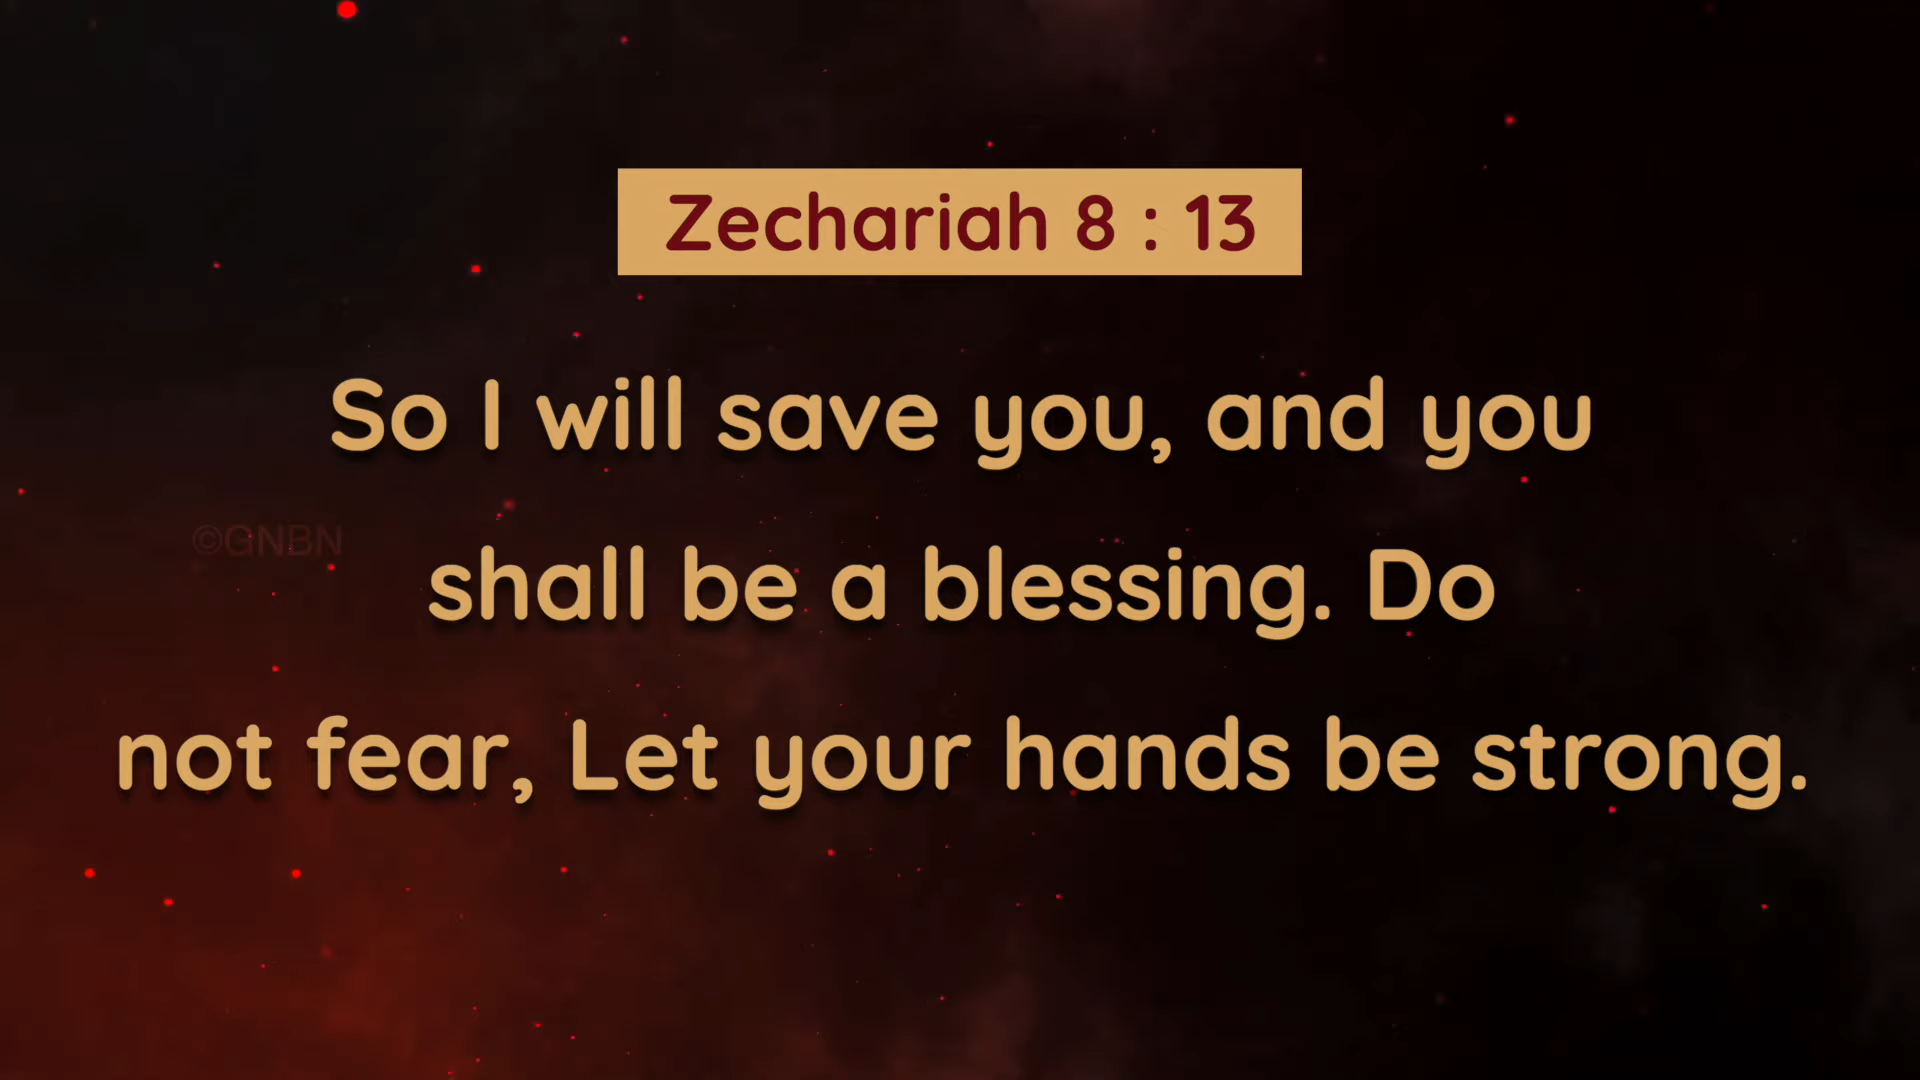 Zechariah 8 : 13
So I will save you, and you
©GNBN
shall be a blessing. Do
not fear, Let your hands be strong.